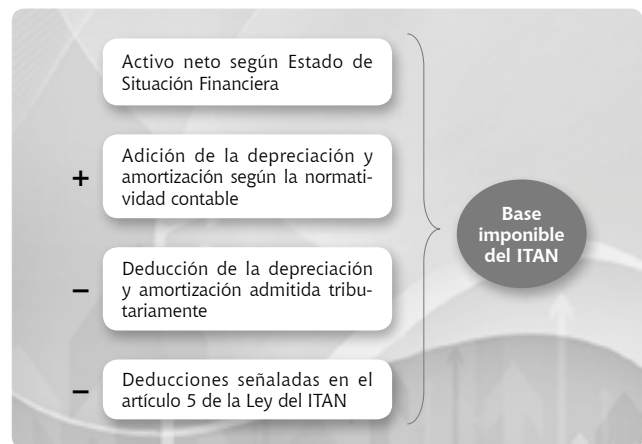 Activo neto según Estado de
Situación Financiera
+
Adición de la depreciación y
amortización según la normati-
vidad contable
−
Deducción de la depreciación
y amortización admitida tribu-
tariamente
−
Deducciones señaladas en el
artículo 5 de la Ley del ITAN
Base
imponible
del ITAN